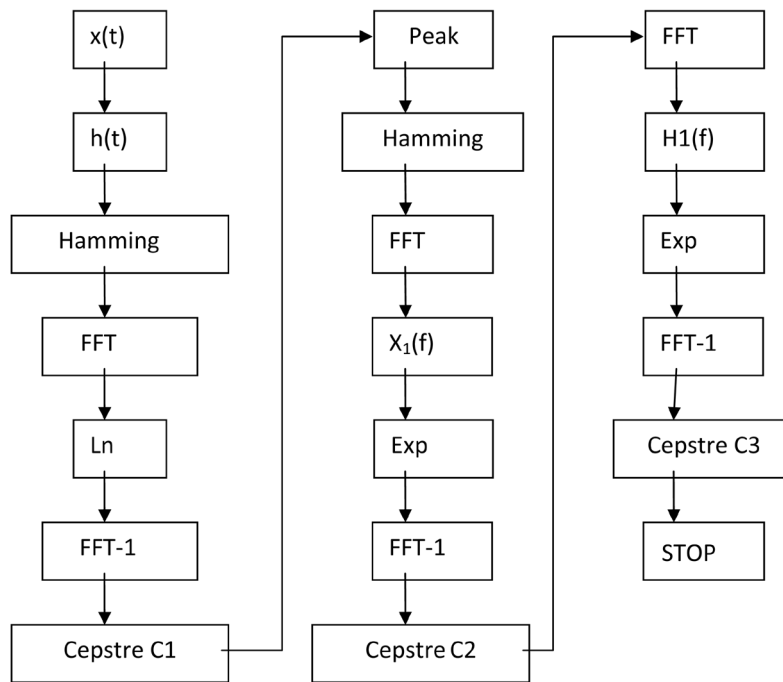 x(t)
h(t)
Hamming
FFT
Ln
FFT-1
Cepstre C1
Peak
Hamming
FFT
X₁(f)
Exp
FFT-1
Cepstre C2
FFT
H1(f)
Exp
FFT-1
Cepstre C3
STOP